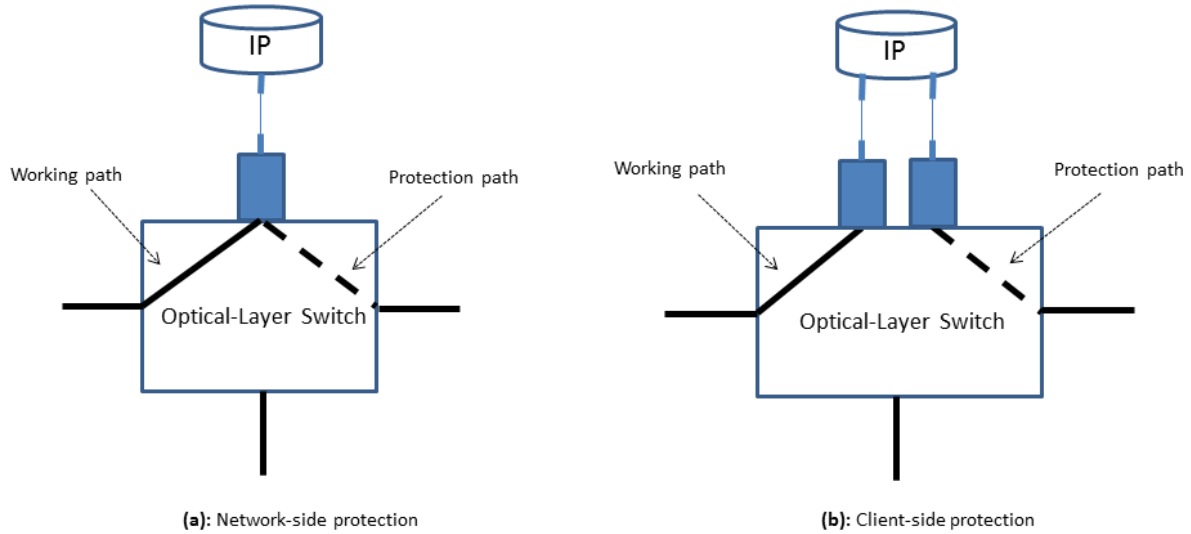 IP
Working path
Protection path
Optical-Layer Switch
(a): Network-side protection
IP
Working path
Protection path
Optical-Layer Switch
(b): Client-side protection